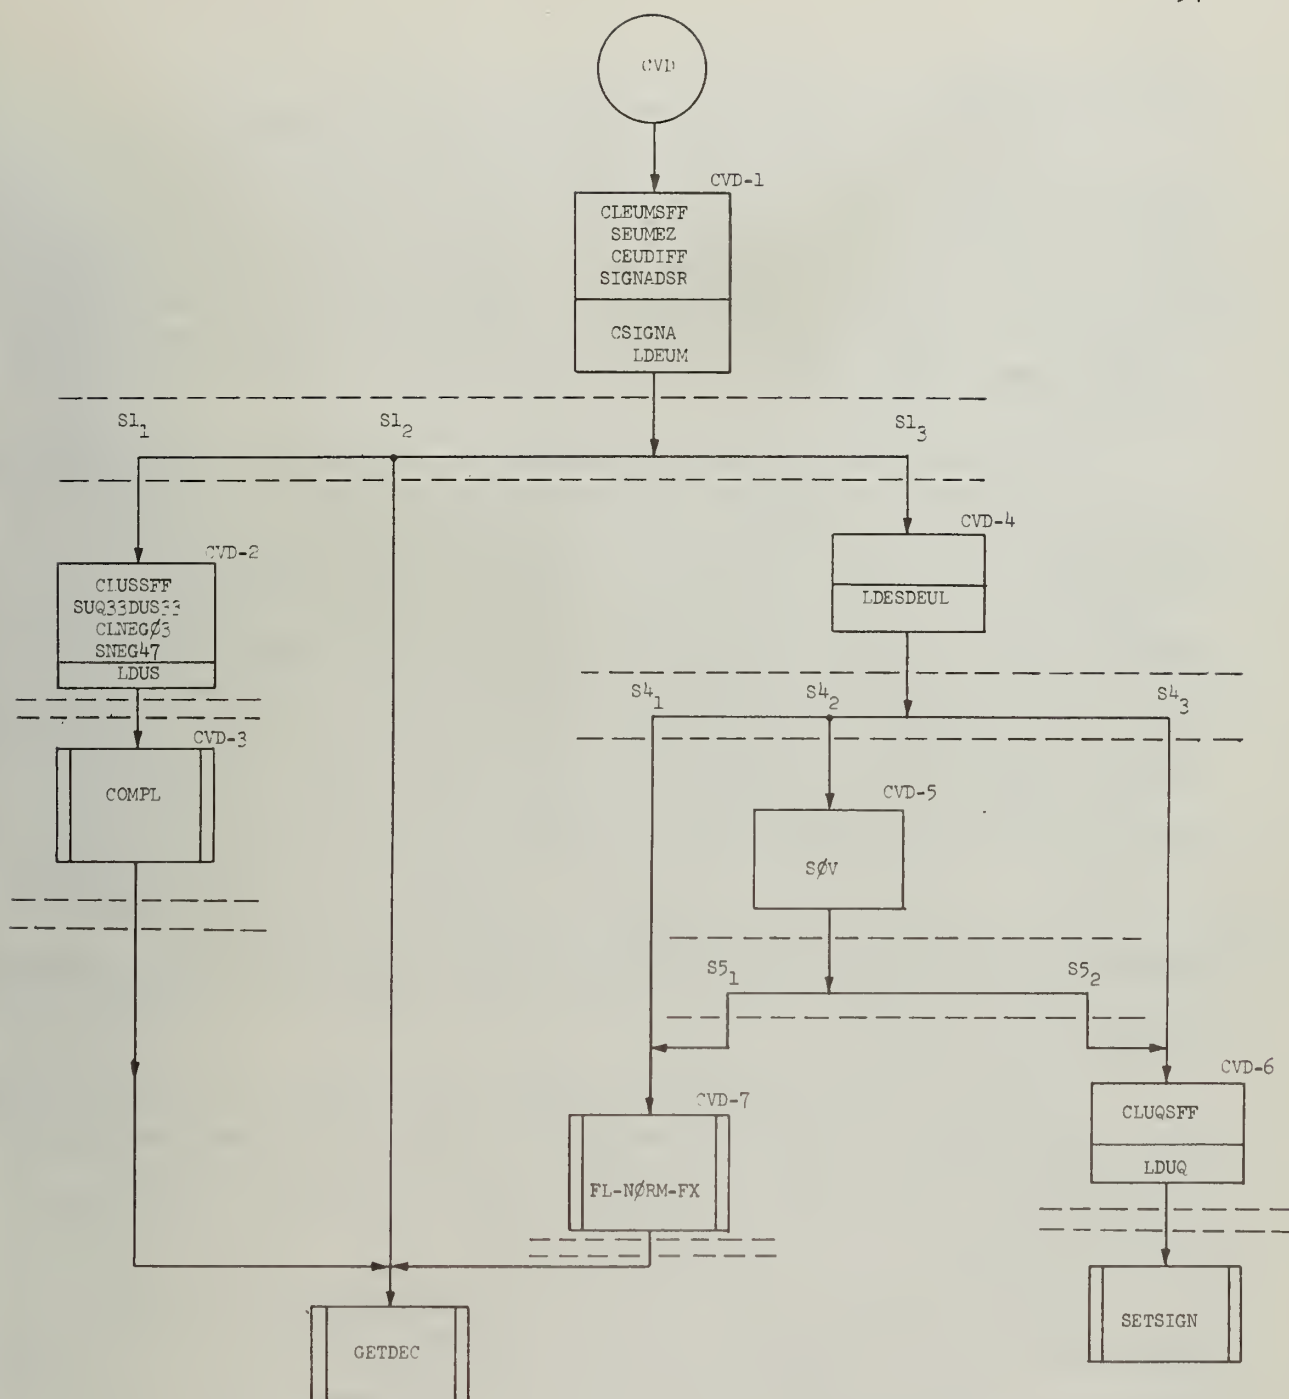 CVD
CVD-1
CLEUMSFF
SEUMEZ
CEUDIFF
SIGNADSR
CSIGNA
LDEUM
S1₁
S1₂
S1₃
CVD-4
LDESDEUL
CVD-2
CLUSSFF
SUQ33DUS33
CLNEGØ3
SNEG47
LDUS
S4₁
S4₂
S4₃
CVD-3
COMPL
CVD-5
SØV
S5₁
S5₂
CVD-6
CLUQSFF
LDUQ
CVD-7
FL-NØRM-FX
SETSIGN
GETDEC